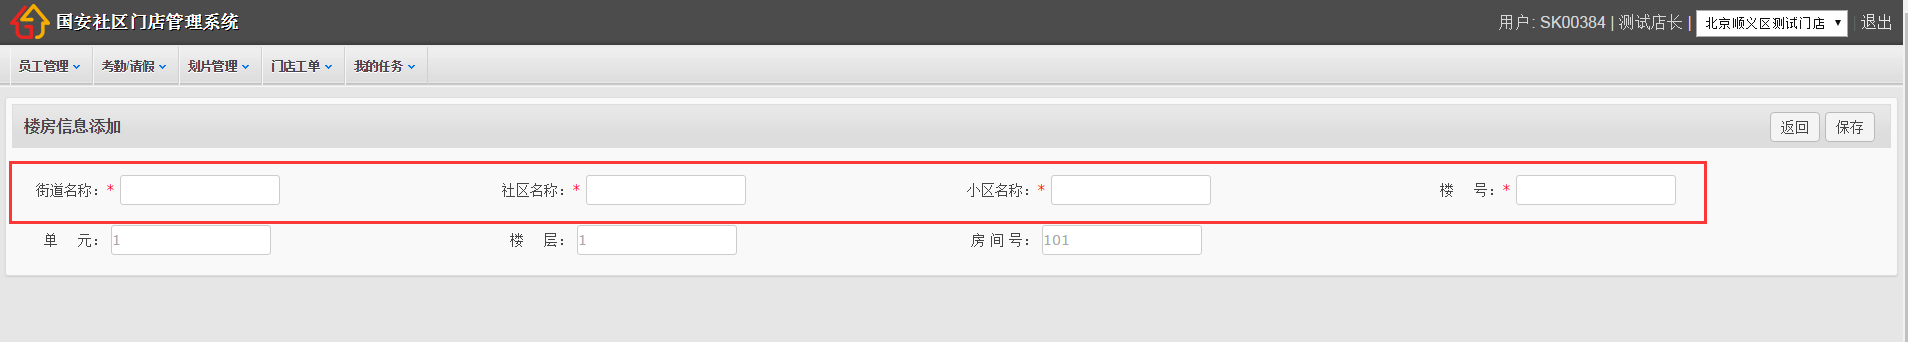 国安社区门店管理系统 用户: SK00384 | 测试店长 | 北京顺义区测试门店 | 退出
员工管理 考勤/请假 划片管理 门店工单 我的任务
楼房信息添加 返回 保存
街道名称：* 社区名称：* 小区名称：* 楼 号：*
单 元： 1 楼 层： 1 房 间 号： 101